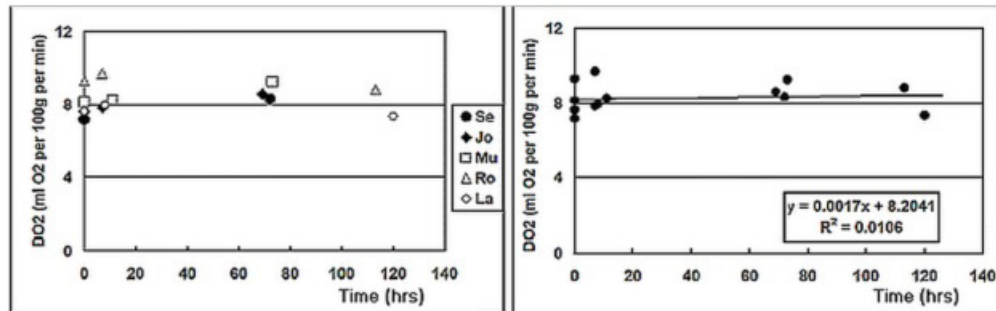 12
8
4
0
DO2 (ml O2 per 100g per min)
0 20 40 60 80 100 120 140
Time (hrs)
Se
Jo
Mu
Ro
La
12
8
4
0
DO2 (ml O2 per 100g per min)
0 20 40 60 80 100 120 140
Time (hrs)
y = 0.0017x + 8.2041
R² = 0.0106